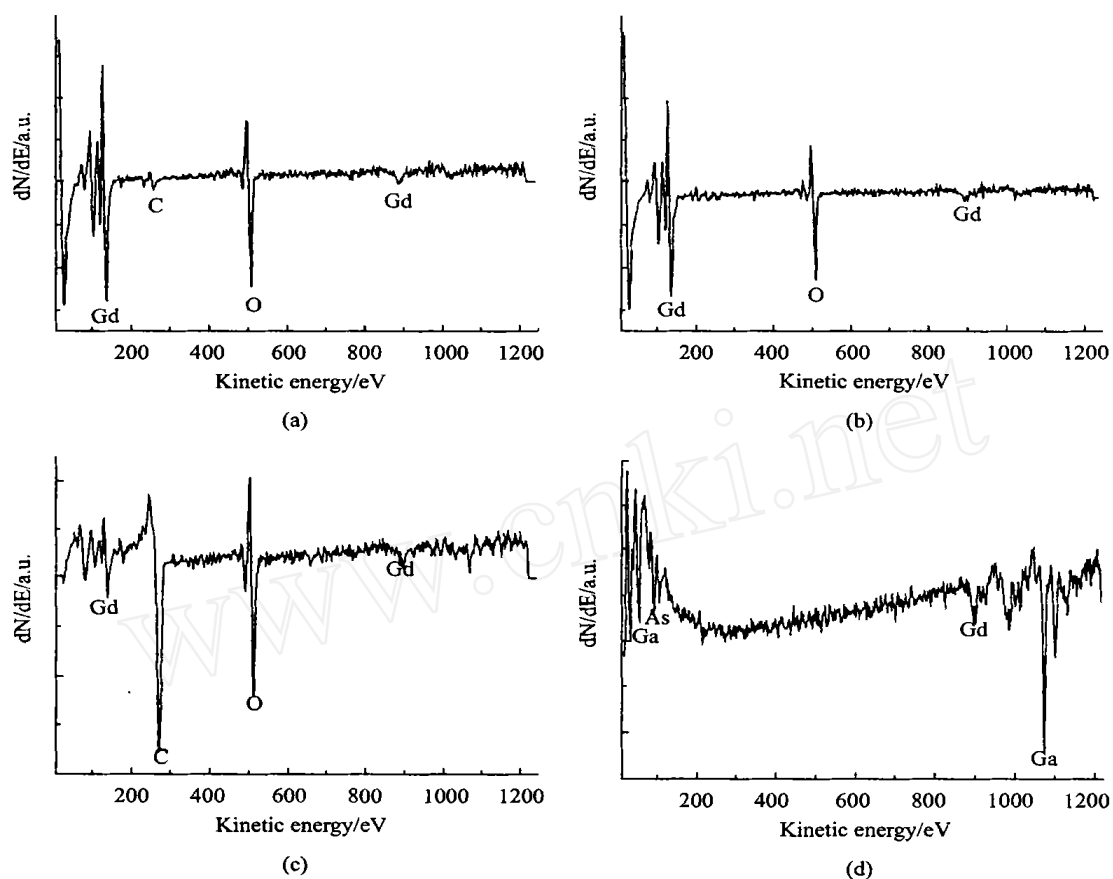 dN/dE/a.u.
C
Gd
Gd
O
200 400 600 800 1000 1200
Kinetic energy/eV
(a)
dN/dE/a.u.
Gd
Gd
O
200 400 600 800 1000 1200
Kinetic energy/eV
(b)
dN/dE/a.u.
Gd
Gd
O
C
200 400 600 800 1000 1200
Kinetic energy/eV
(c)
dN/dE/a.u.
As
Ga
Gd
Ga
200 400 600 800 1000 1200
Kinetic energy/eV
(d)
www.cnki.net